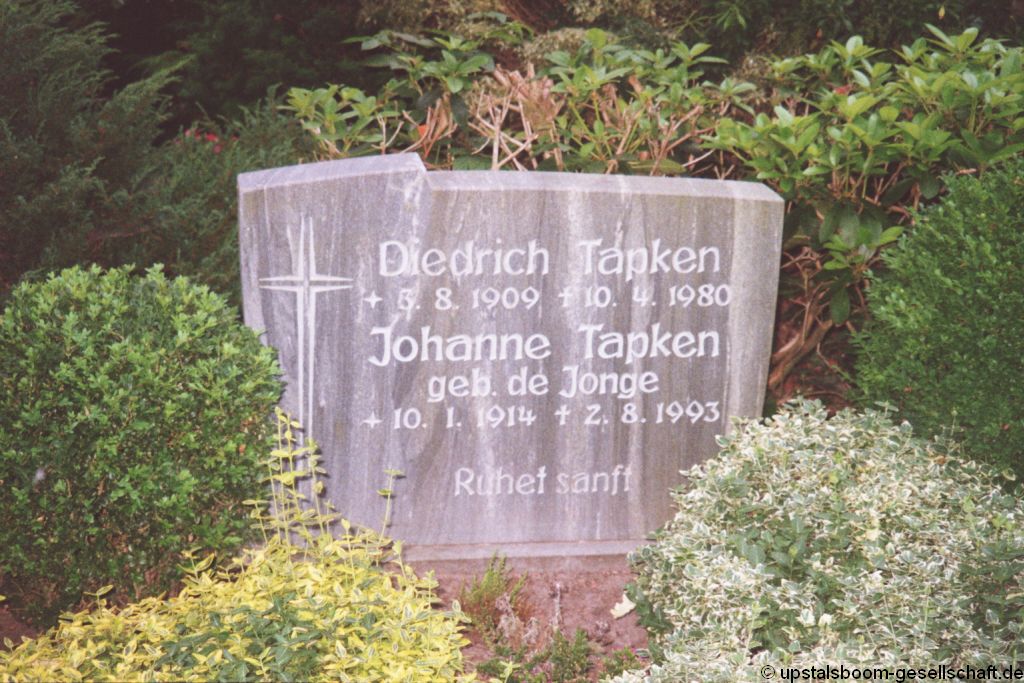 Diedrich Tapken
✦ 3. 8. 1909 ✝ 10. 4. 1980
Johanne Tapken
geb. de Jonge
✦ 10. 1. 1914 ✝ 2. 8. 1993
Ruhet sanft
© upstalsboom-gesellschaft.de